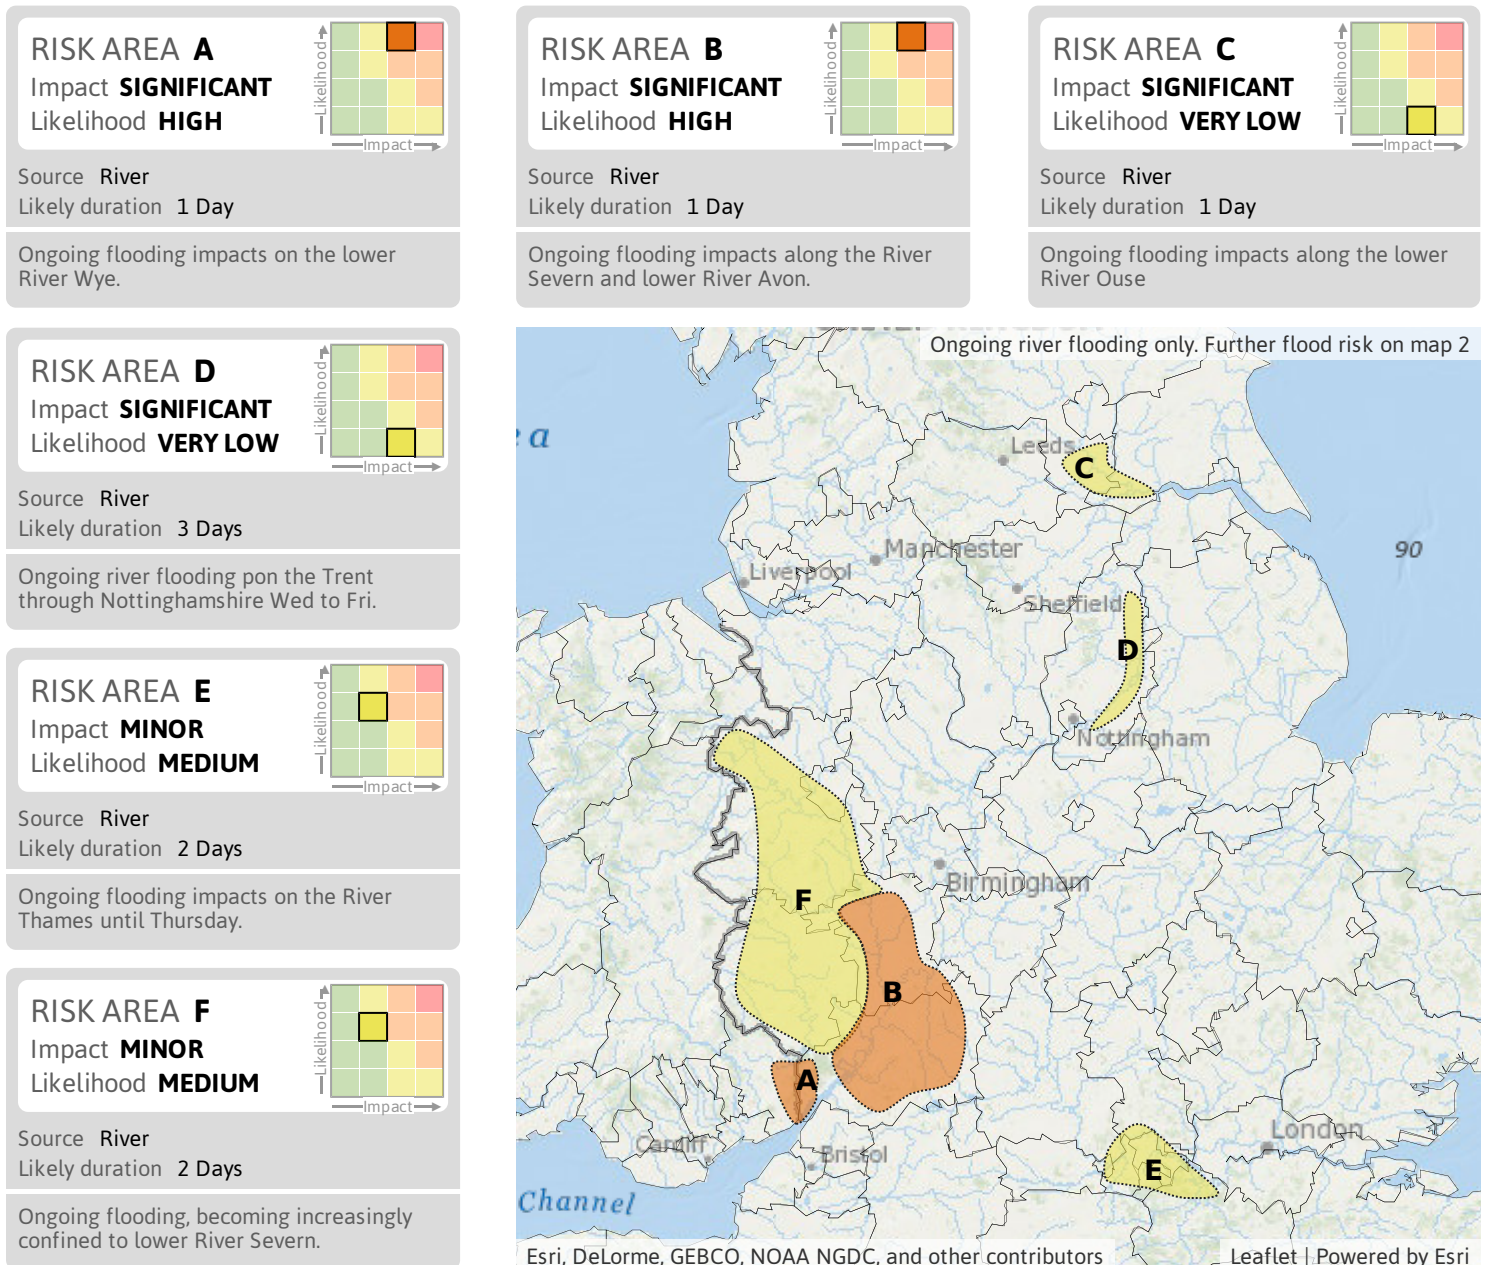 RISK AREA A
Impact SIGNIFICANT
Likelihood HIGH
Likelihood
Impact
Source River
Likely duration 1 Day
Ongoing flooding impacts on the lower
River Wye.
RISK AREA B
Impact SIGNIFICANT
Likelihood HIGH
Likelihood
Impact
Source River
Likely duration 1 Day
Ongoing flooding impacts along the River
Severn and lower River Avon.
RISK AREA C
Impact SIGNIFICANT
Likelihood VERY LOW
Likelihood
Impact
Source River
Likely duration 1 Day
Ongoing flooding impacts along the lower
River Ouse
RISK AREA D
Impact SIGNIFICANT
Likelihood VERY LOW
Likelihood
Impact
Source River
Likely duration 3 Days
Ongoing river flooding pon the Trent
through Nottinghamshire Wed to Fri.
RISK AREA E
Impact MINOR
Likelihood MEDIUM
Likelihood
Impact
Source River
Likely duration 2 Days
Ongoing flooding impacts on the River
Thames until Thursday.
RISK AREA F
Impact MINOR
Likelihood MEDIUM
Likelihood
Impact
Source River
Likely duration 2 Days
Ongoing flooding, becoming increasingly
confined to lower River Severn.
Ongoing river flooding only. Further flood risk on map 2
a
Leeds
C
Manchester
90
Liverpool
Sheffield
D
Nottingham
Birmingham
F
B
A
London
Cardiff
Bristol
E
Channel
Esri, DeLorme, GEBCO, NOAA NGDC, and other contributors
Leaflet | Powered by Esri